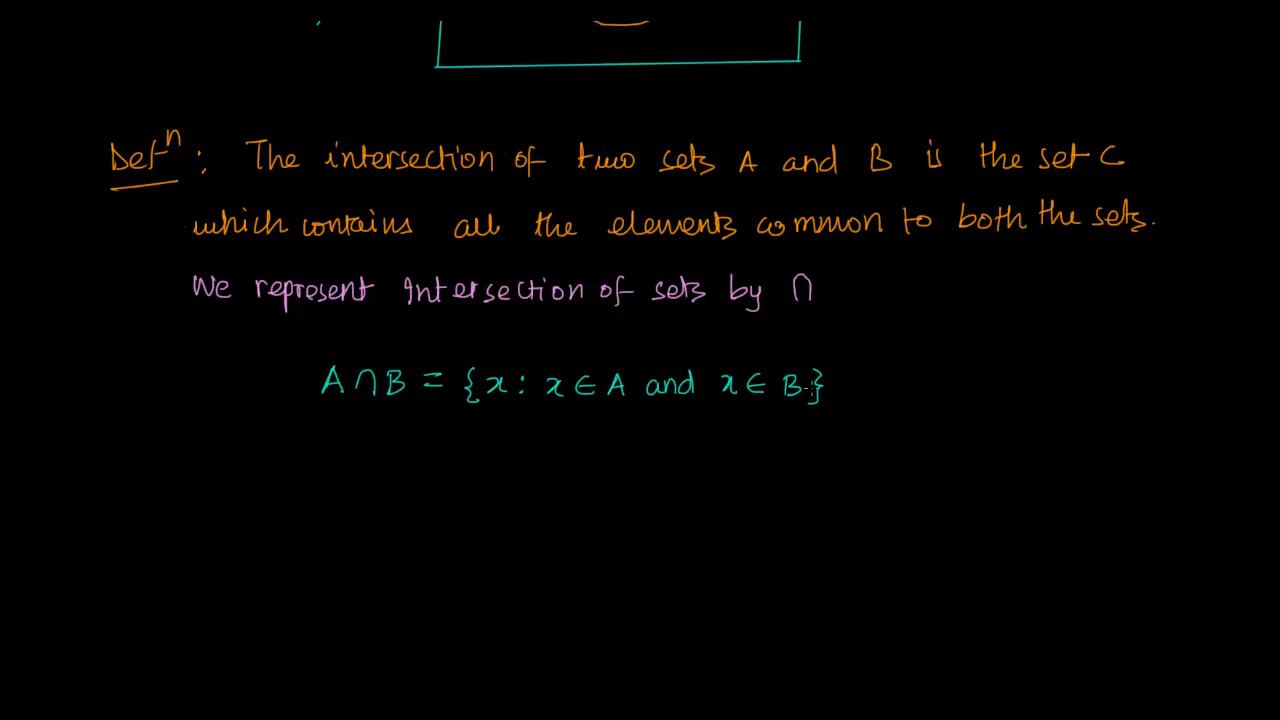 Defⁿ: The intersection of two sets A and B is the set C
which contains all the elements common to both the sets.
We represent Intersection of sets by ∩
A ∩ B = {x : x ∈ A and x ∈ B}